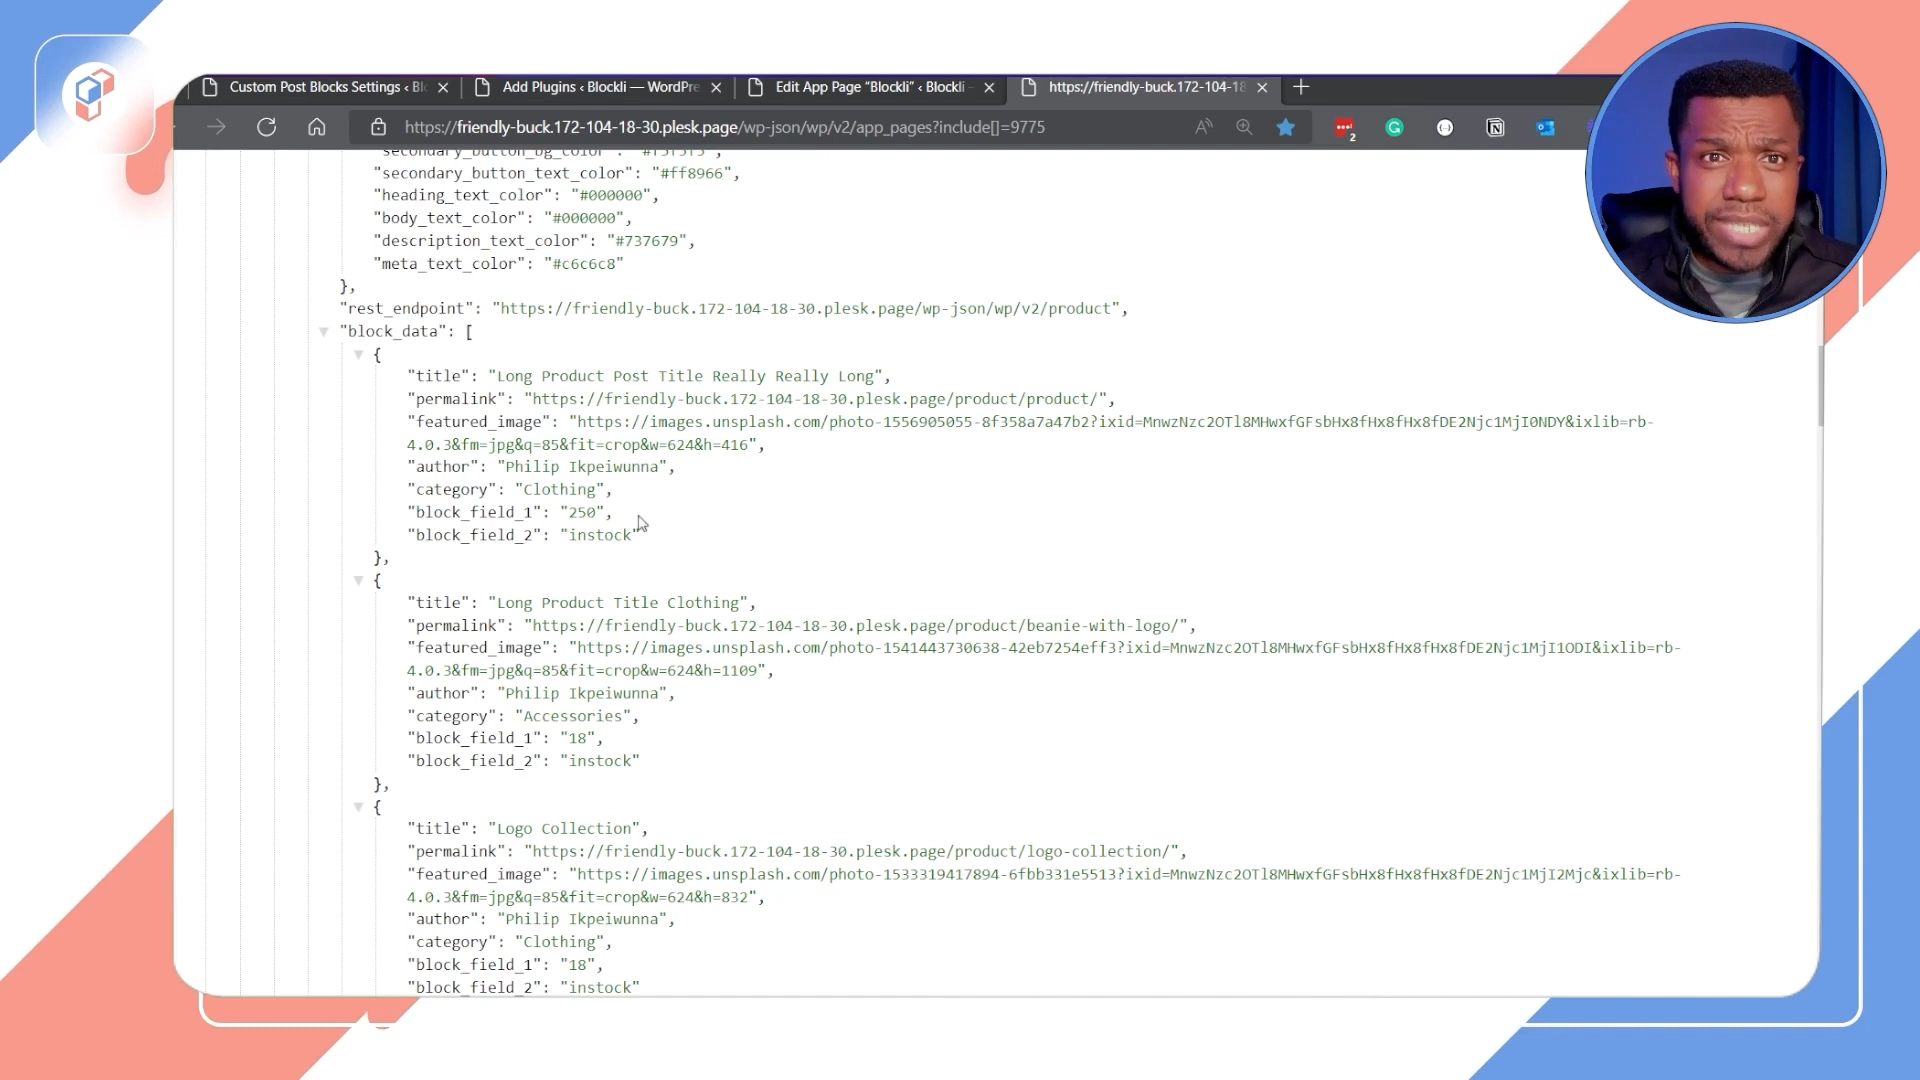 Custom Post Blocks Settings ‹ Bl
Add Plugins ‹ Blockli — WordPre
Edit App Page “Blockli” ‹ Blockli -
https://friendly-buck.172-104-18
https://friendly-buck.172-104-18-30.plesk.page/wp-json/wp/v2/app_pages?include[]=9775
2
"secondary_button_bg_color": "#f5f5f5",
"secondary_button_text_color": "#ff8966",
"heading_text_color": "#000000",
"body_text_color": "#000000",
"description_text_color": "#737679",
"meta_text_color": "#c6c6c8"
},
"rest_endpoint": "https://friendly-buck.172-104-18-30.plesk.page/wp-json/wp/v2/product",
"block_data": [
{
"title": "Long Product Post Title Really Really Long",
"permalink": "https://friendly-buck.172-104-18-30.plesk.page/product/product/",
"featured_image": "https://images.unsplash.com/photo-1556905055-8f358a7a47b2?ixid=MnwzNzc2OTl8MHwxfGFsbHx8fHx8fHx8fDE2Njc1MjI0NDY&ixlib=rb-
4.0.3&fm=jpg&q=85&fit=crop&w=624&h=416",
"author": "Philip Ikpeiwunna",
"category": "Clothing",
"block_field_1": "250",
"block_field_2": "instock"
},
{
"title": "Long Product Title Clothing",
"permalink": "https://friendly-buck.172-104-18-30.plesk.page/product/beanie-with-logo/",
"featured_image": "https://images.unsplash.com/photo-1541443730638-42eb7254eff3?ixid=MnwzNzc2OTl8MHwxfGFsbHx8fHx8fHx8fDE2Njc1MjI1ODI&ixlib=rb-
4.0.3&fm=jpg&q=85&fit=crop&w=624&h=1109",
"author": "Philip Ikpeiwunna",
"category": "Accessories",
"block_field_1": "18",
"block_field_2": "instock"
},
{
"title": "Logo Collection",
"permalink": "https://friendly-buck.172-104-18-30.plesk.page/product/logo-collection/",
"featured_image": "https://images.unsplash.com/photo-1533319417894-6fbb331e5513?ixid=MnwzNzc2OTl8MHwxfGFsbHx8fHx8fHx8fDE2Njc1MjI2Mjc&ixlib=rb-
4.0.3&fm=jpg&q=85&fit=crop&w=624&h=832",
"author": "Philip Ikpeiwunna",
"category": "Clothing",
"block_field_1": "18",
"block_field_2": "instock"